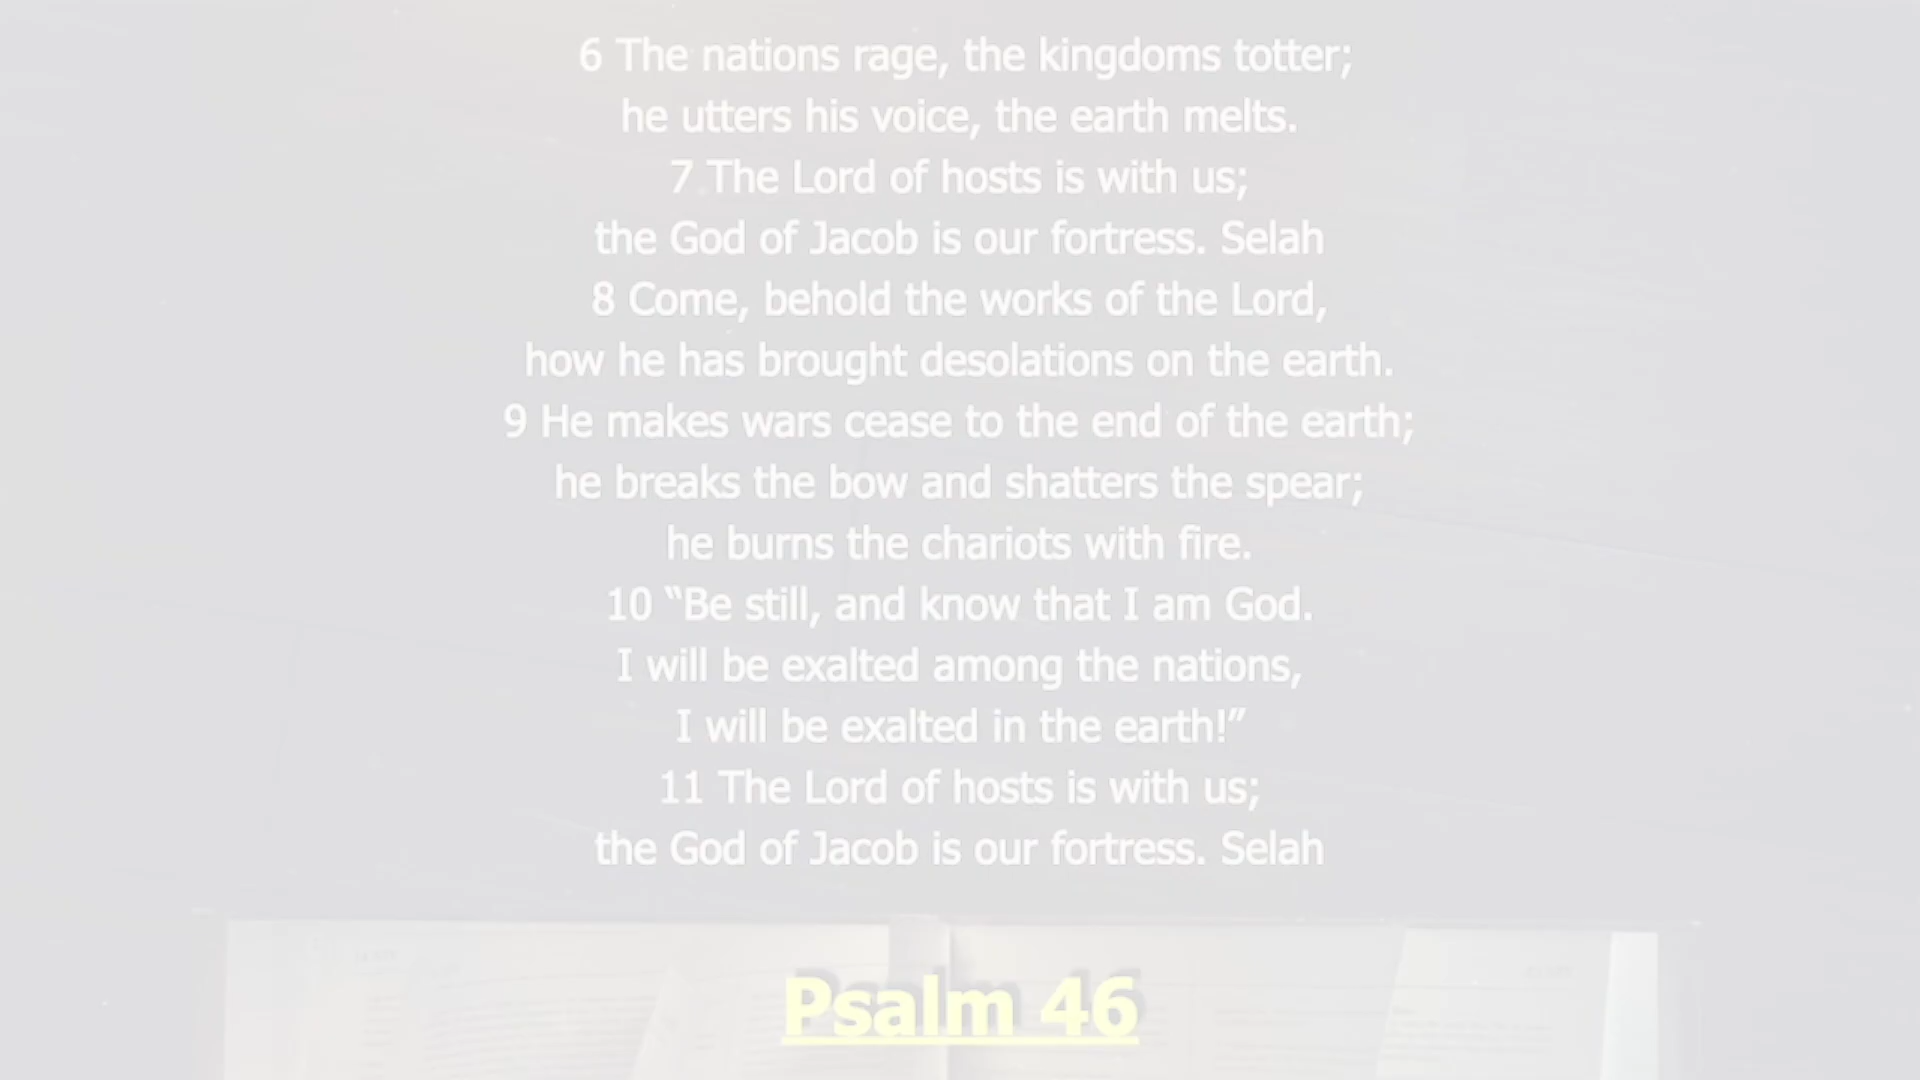 6 The nations rage, the kingdoms totter;
he utters his voice, the earth melts.
7 The Lord of hosts is with us;
the God of Jacob is our fortress. Selah
8 Come, behold the works of the Lord,
how he has brought desolations on the earth.
9 He makes wars cease to the end of the earth;
he breaks the bow and shatters the spear;
he burns the chariots with fire.
10 “Be still, and know that I am God.
I will be exalted among the nations,
I will be exalted in the earth!”
11 The Lord of hosts is with us;
the God of Jacob is our fortress. Selah
Psalm 46